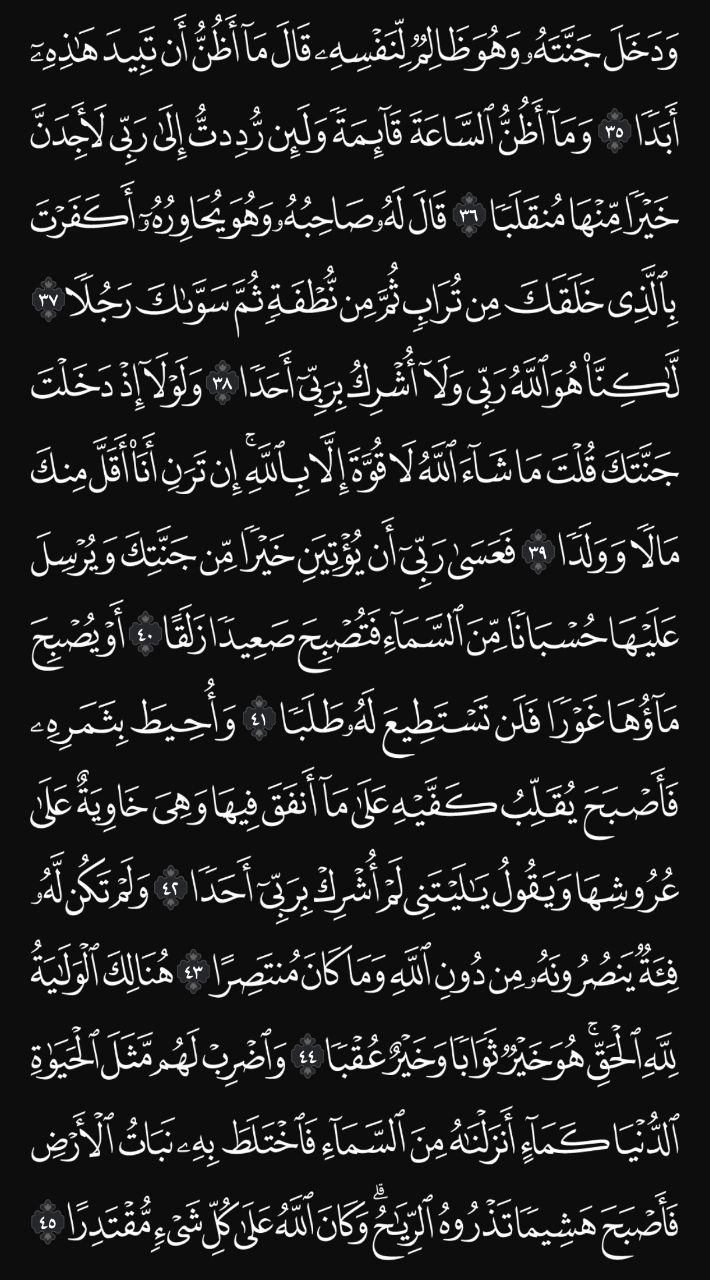 وَدَخَلَ جَنَّتَهُۥ وَهُوَ ظَالِمٌ لِّنَفْسِهِۦ قَالَ مَآ أَظُنُّ أَن تَبِيدَ هَٰذِهِۦٓ
أَبَدًا ٣٥ وَمَآ أَظُنُّ ٱلسَّاعَةَ قَآئِمَةً وَلَئِن رُّدِدتُّ إِلَىٰ رَبِّى لَأَجِدَنَّ
خَيْرًا مِّنْهَا مُنقَلَبًا ٣٦ قَالَ لَهُۥ صَاحِبُهُۥ وَهُوَ يُحَاوِرُهُۥٓ أَكَفَرْتَ
بِٱلَّذِى خَلَقَكَ مِن تُرَابٍ ثُمَّ مِن نُّطْفَةٍ ثُمَّ سَوَّىٰكَ رَجُلًا ٣٧
لَّٰكِنَّا۠ هُوَ ٱللَّهُ رَبِّى وَلَآ أُشْرِكُ بِرَبِّىٓ أَحَدًا ٣٨ وَلَوْلَآ إِذْ دَخَلْتَ
جَنَّتَكَ قُلْتَ مَا شَآءَ ٱللَّهُ لَا قُوَّةَ إِلَّا بِٱللَّهِ ۚ إِن تَرَنِ أَنَا۠ أَقَلَّ مِنكَ
مَالًا وَوَلَدًا ٣٩ فَعَسَىٰ رَبِّىٓ أَن يُؤْتِيَنِ خَيْرًا مِّن جَنَّتِكَ وَيُرْسِلَ
عَلَيْهَا حُسْبَانًا مِّنَ ٱلسَّمَآءِ فَتُصْبِحَ صَعِيدًا زَلَقًا ٤٠ أَوْ يُصْبِحَ
مَآؤُهَا غَوْرًا فَلَن تَسْتَطِيعَ لَهُۥ طَلَبًا ٤١ وَأُحِيطَ بِثَمَرِهِۦ
فَأَصْبَحَ يُقَلِّبُ كَفَّيْهِ عَلَىٰ مَآ أَنفَقَ فِيهَا وَهِىَ خَاوِيَةٌ عَلَىٰ
عُرُوشِهَا وَيَقُولُ يَٰلَيْتَنِى لَمْ أُشْرِكْ بِرَبِّىٓ أَحَدًا ٤٢ وَلَمْ تَكُن لَّهُۥ
فِئَةٌ يَنصُرُونَهُۥ مِن دُونِ ٱللَّهِ وَمَا كَانَ مُنتَصِرًا ٤٣ هُنَالِكَ ٱلْوَلَٰيَةُ
لِلَّهِ ٱلْحَقِّ ۚ هُوَ خَيْرٌ ثَوَابًا وَخَيْرٌ عُقْبًا ٤٤ وَٱضْرِبْ لَهُم مَّثَلَ ٱلْحَيَوٰةِ
ٱلدُّنْيَا كَمَآءٍ أَنزَلْنَٰهُ مِنَ ٱلسَّمَآءِ فَٱخْتَلَطَ بِهِۦ نَبَاتُ ٱلْأَرْضِ
فَأَصْبَحَ هَشِيمًا تَذْرُوهُ ٱلرِّيَٰحُ ۗ وَكَانَ ٱللَّهُ عَلَىٰ كُلِّ شَىْءٍ مُّقْتَدِرًا ٤٥